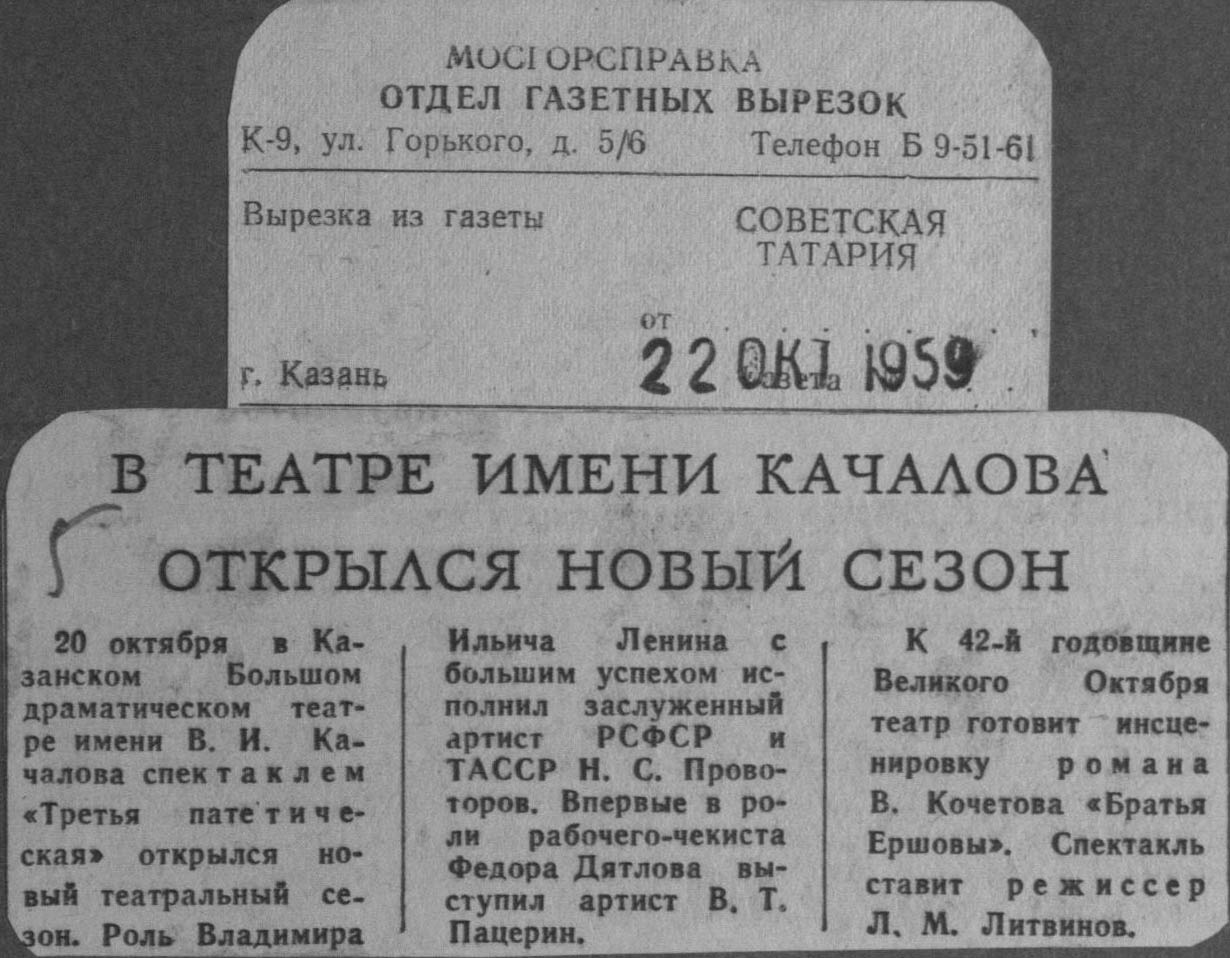 МОСГОРСПРАВКА
ОТДЕЛ ГАЗЕТНЫХ ВЫРЕЗОК
К-9, ул. Горького, д. 5/6 Телефон Б 9-51-61
Вырезка из газеты
СОВЕТСКАЯ
ТАТАРИЯ
от
г. Казань
22 ОКТ 1959
газета №
В ТЕАТРЕ ИМЕНИ КАЧАЛОВА
ОТКРЫЛСЯ НОВЫЙ СЕЗОН
20 октября в Ка-
занском Большом
драматическом теат-
ре имени В. И. Ка-
чалова спектаклем
«Третья патетиче-
ская» открылся но-
вый театральный се-
зон. Роль Владимира
Ильича Ленина с
большим успехом ис-
полнил заслуженный
артист РСФСР и
ТАССР Н. С. Прово-
торов. Впервые в ро-
ли рабочего-чекиста
Федора Дятлова вы-
ступил артист В. Т.
Пацерин.
К 42-й годовщине
Великого Октября
театр готовит инсце-
нировку романа
В. Кочетова «Братья
Ершовы». Спектакль
ставит режиссер
Л. М. Литвинов.